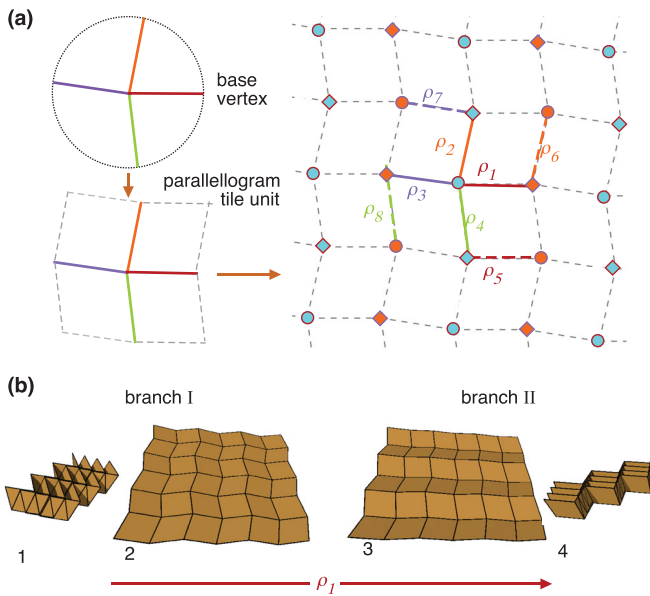 (a)
base
vertex
parallellogram
tile unit
ρ7
ρ2
ρ6
ρ1
ρ3
ρ8
ρ4
ρ5
(b)
branch I
branch II
1
2
3
4
ρ1